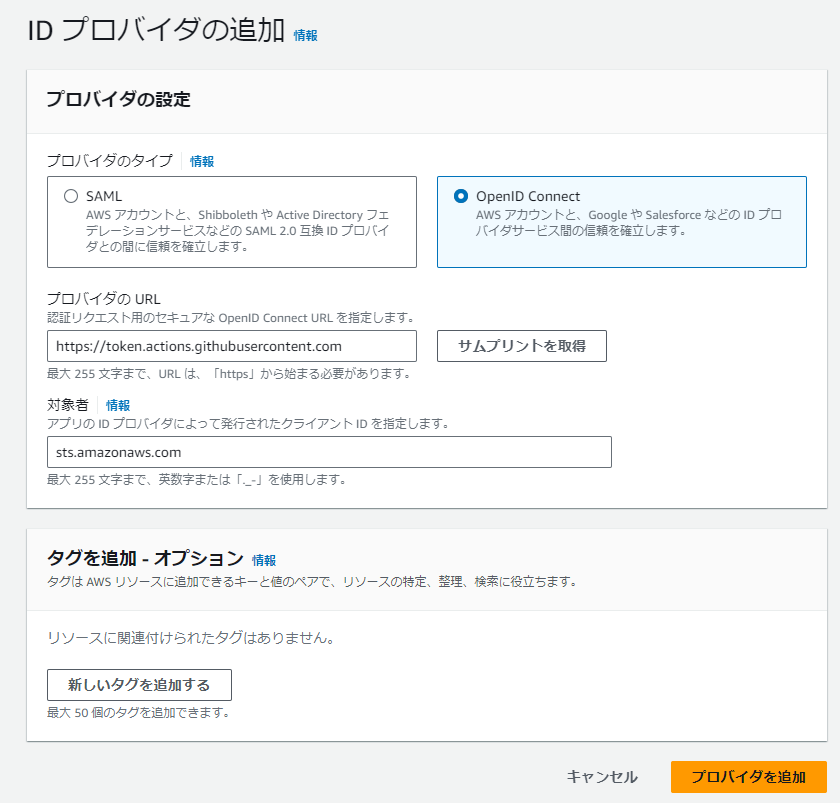 ID プロバイダの追加 情報
プロバイダの設定
プロバイダのタイプ 情報
SAML
AWS アカウントと、Shibboleth や Active Directory フェ
デレーションサービスなどの SAML 2.0 互換 ID プロバイ
ダとの間に信頼を確立します。
OpenID Connect
AWS アカウントと、Google や Salesforce などの ID プロ
バイダサービス間の信頼を確立します。
プロバイダの URL
認証リクエスト用のセキュアな OpenID Connect URL を指定します。
https://token.actions.githubusercontent.com
サムプリントを取得
最大 255 文字まで、URL は、「https」から始まる必要があります。
対象者 情報
アプリの ID プロバイダによって発行されたクライアント ID を指定します。
sts.amazonaws.com
最大 255 文字まで、英数字または「._-」を使用します。
タグを追加 - オプション 情報
タグは AWS リソースに追加できるキーと値のペアで、リソースの特定、整理、検索に役立ちます。
リソースに関連付けられたタグはありません。
新しいタグを追加する
最大 50 個のタグを追加できます。
キャンセル
プロバイダを追加